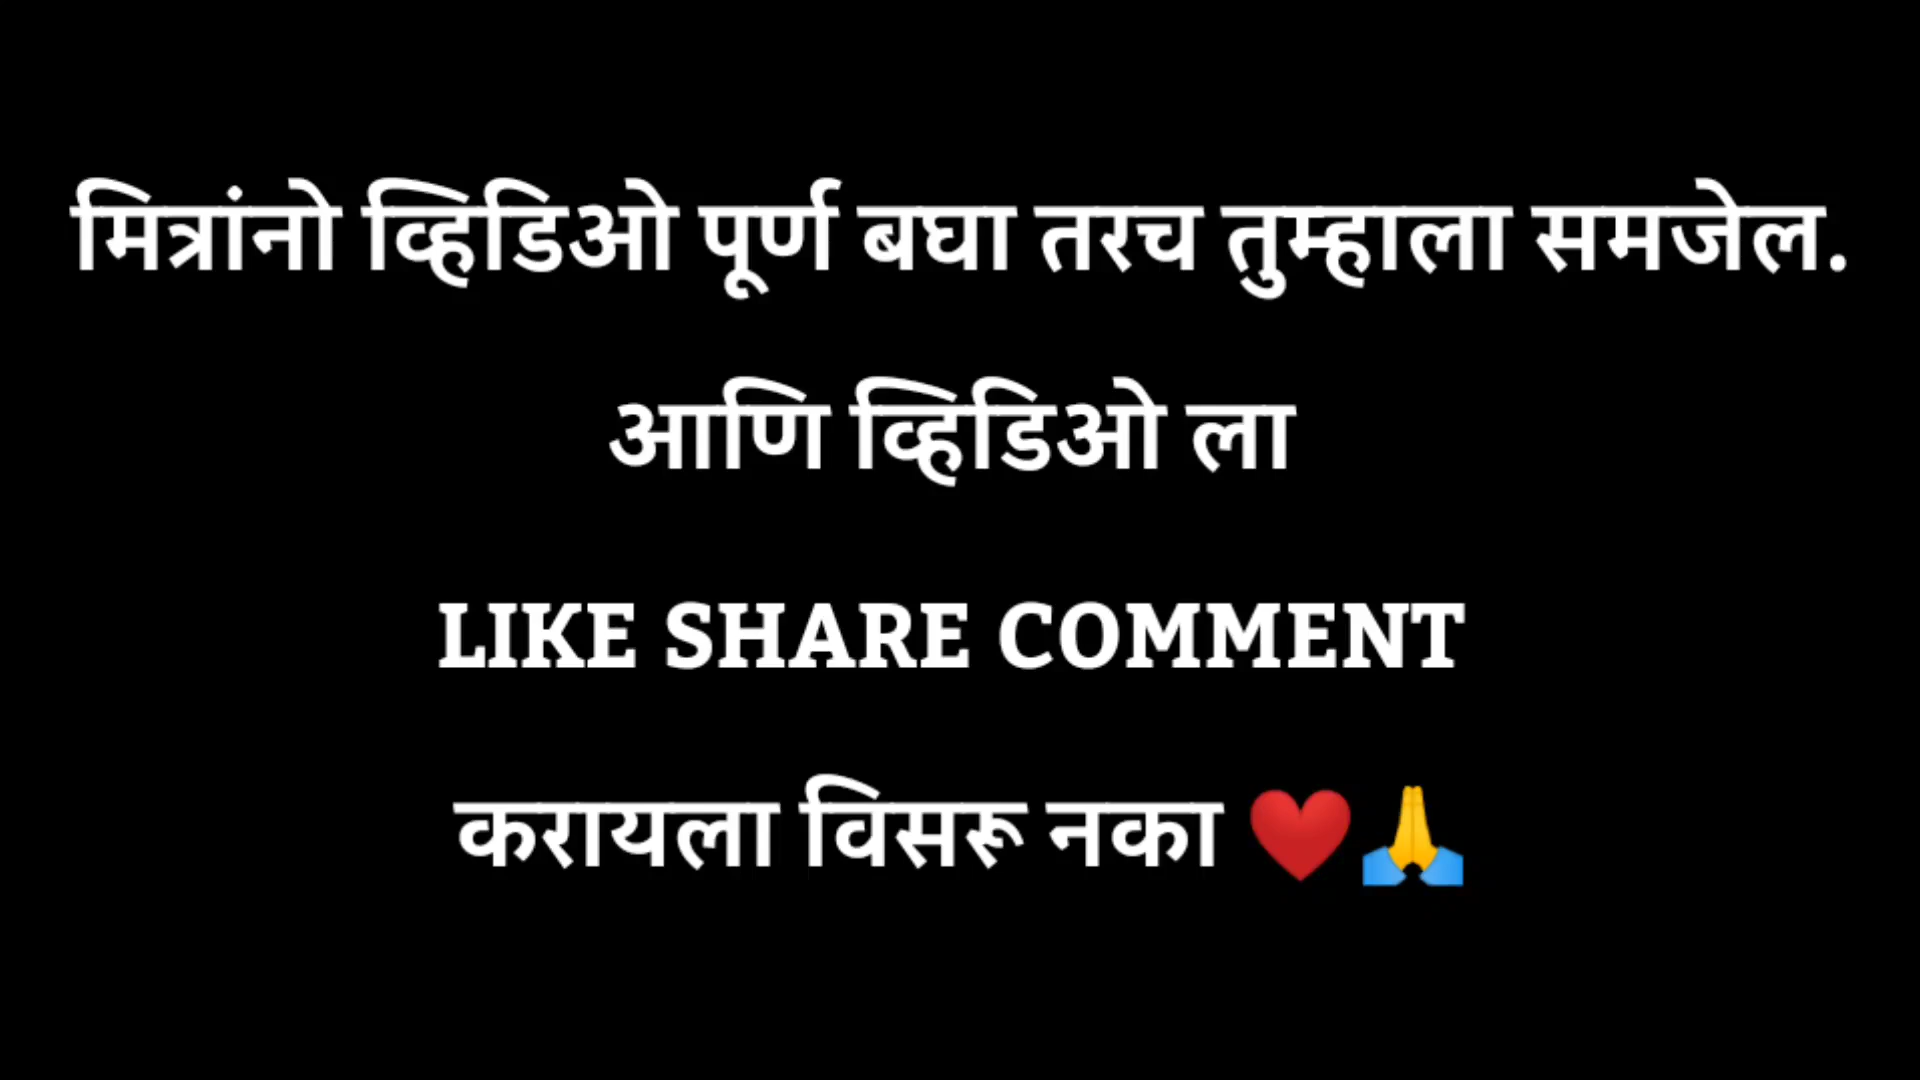 मित्रांनो व्हिडिओ पूर्ण बघा तरच तुम्हाला समजेल.
आणि व्हिडिओ ला
LIKE SHARE COMMENT
करायला विसरू नका ❤️🙏